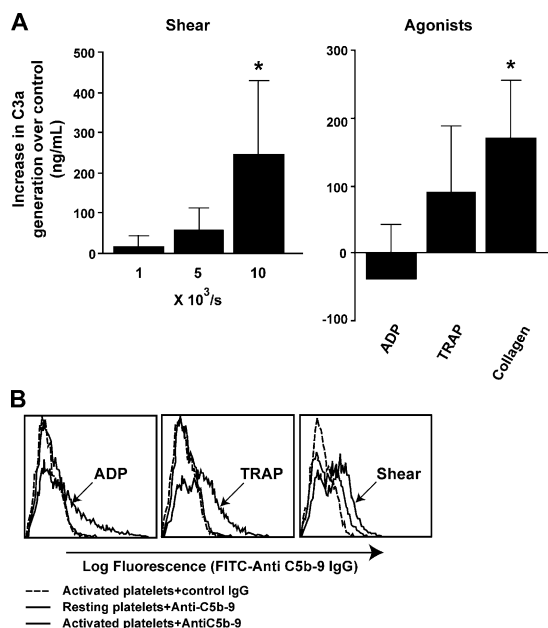 A
Shear
Agonists
Increase in C3a
generation over control
(ng/mL)
500
400
300
200
100
0
*
1 5 10
X 10³/s
300
200
100
0
-100
*
ADP
TRAP
Collagen
B
ADP
TRAP
Shear
Log Fluorescence (FITC-Anti C5b-9 IgG)
Activated platelets+control IgG
Resting platelets+Anti-C5b-9
Activated platelets+AntiC5b-9